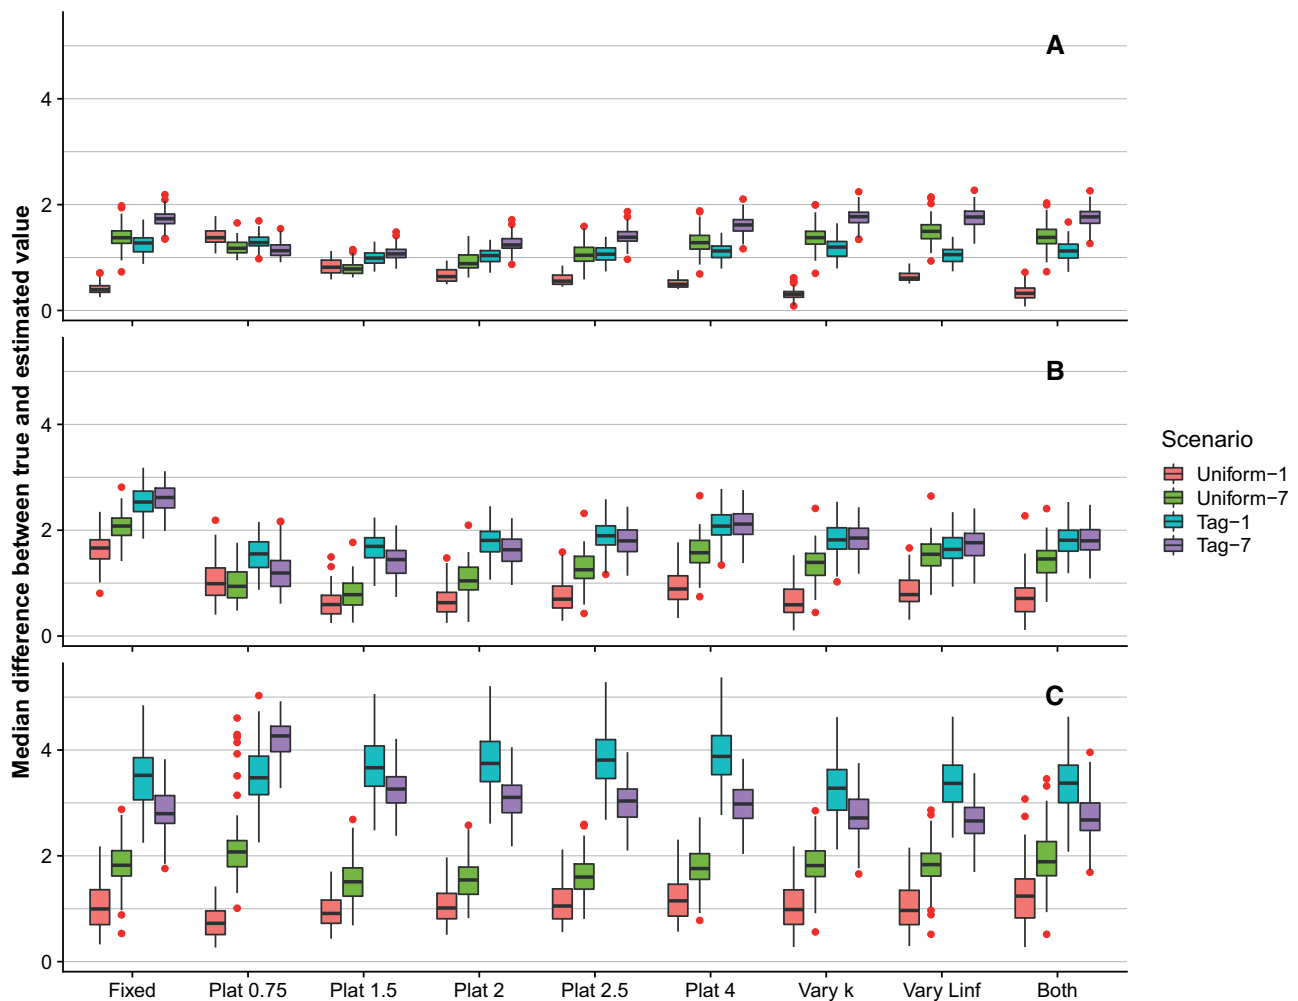 Median difference between true and estimated value
A
4
2
0
B
4
2
0
C
4
2
0
Fixed Plat 0.75 Plat 1.5 Plat 2 Plat 2.5 Plat 4 Vary k Vary Linf Both
Scenario
Uniform−1
Uniform−7
Tag−1
Tag−7